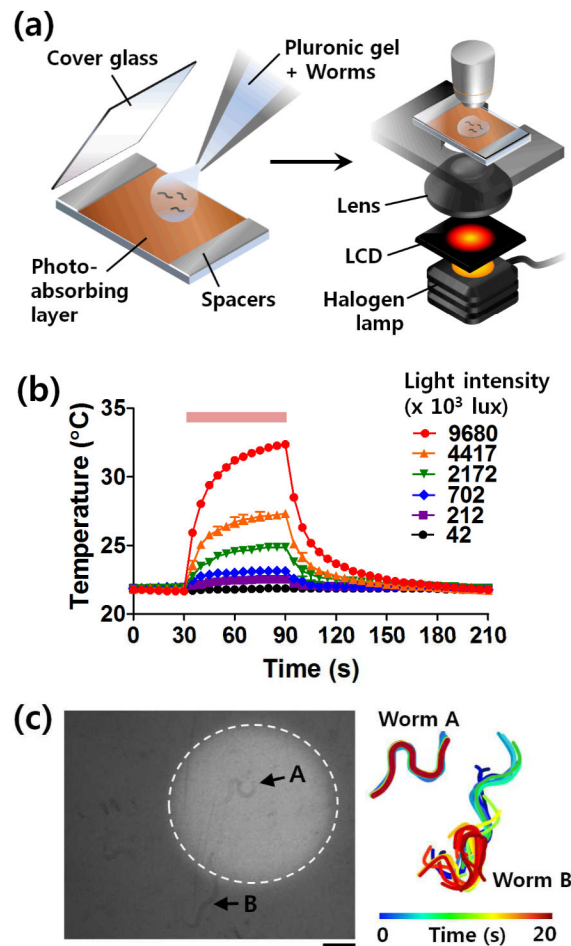 (a)
Cover glass
Pluronic gel
+ Worms
Photo-
absorbing
layer
Spacers
Lens
LCD
Halogen
lamp
(b)
Light intensity
(x 10³ lux)
9680
4417
2172
702
212
42
Temperature (°C)
35
30
25
20
0 30 60 90 120 150 180 210
Time (s)
(c)
A
B
Worm A
Worm B
0 Time (s) 20